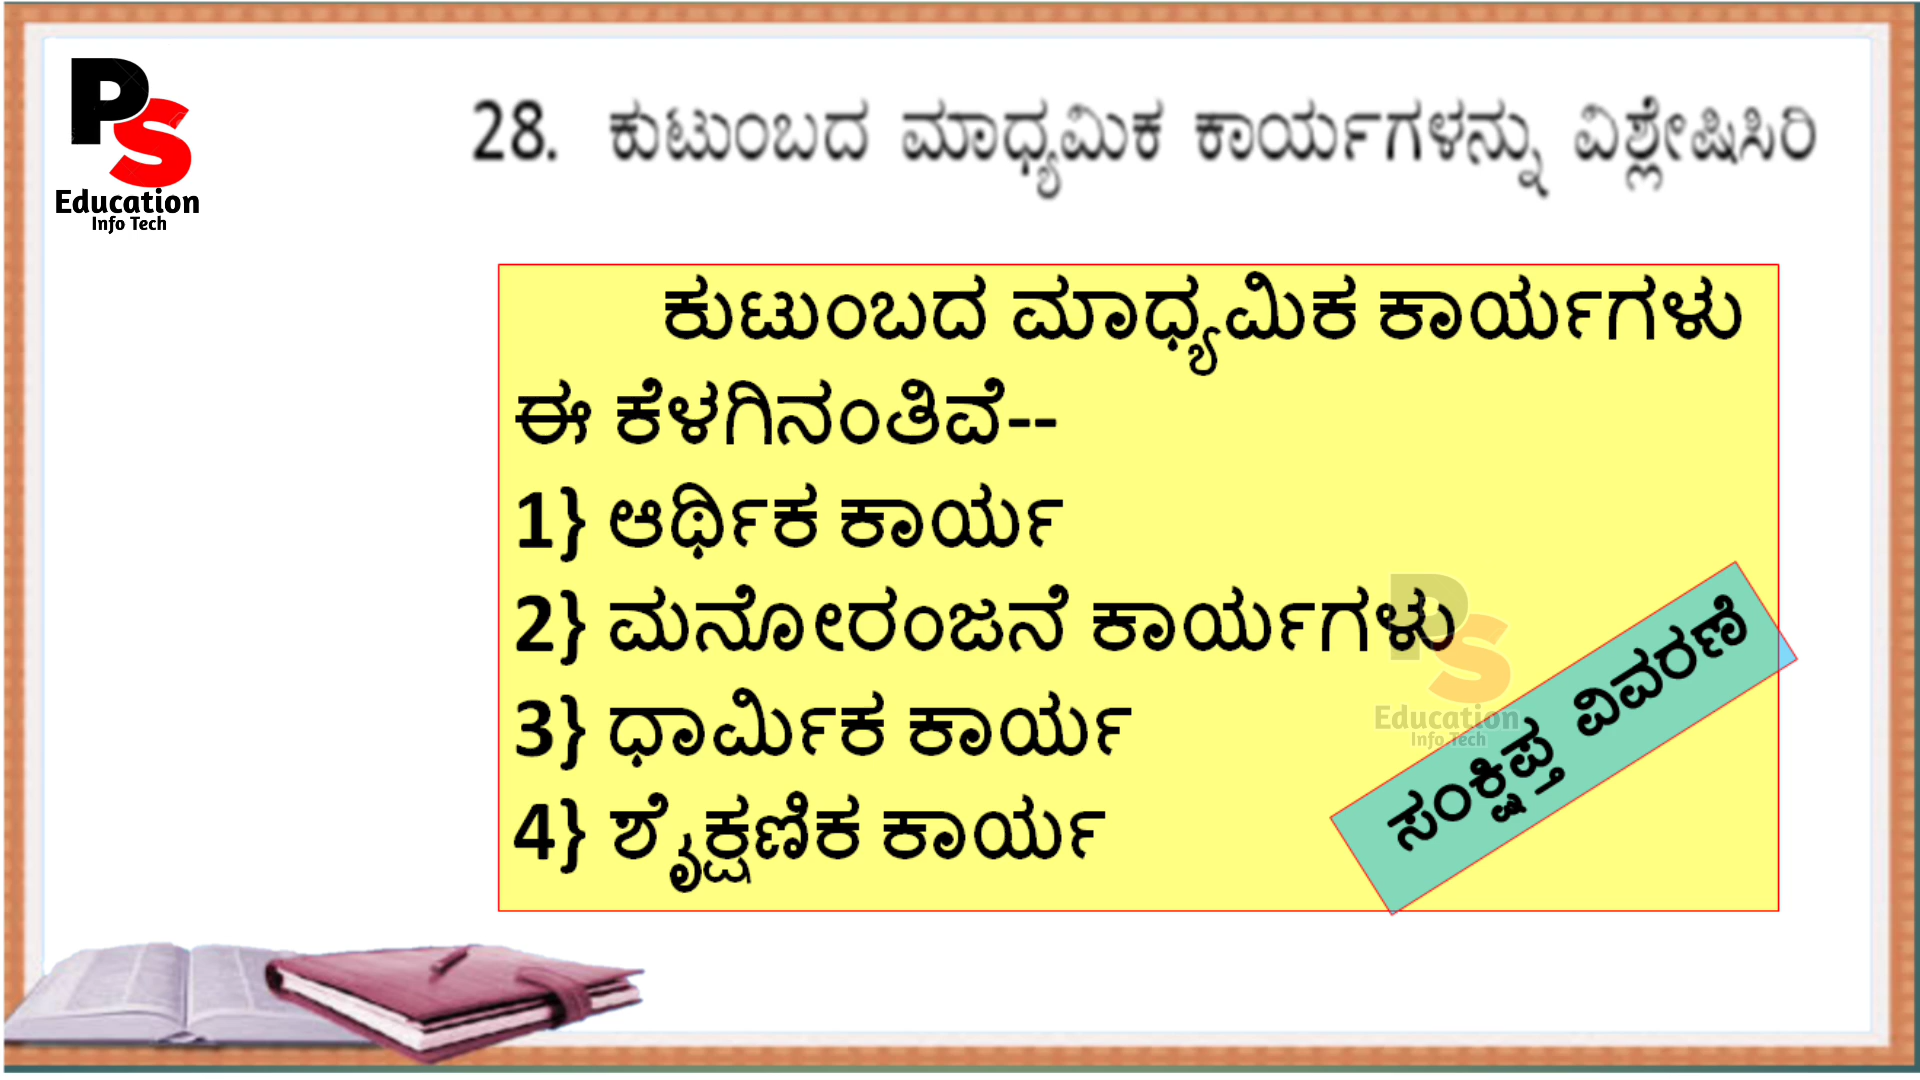 PS
Education
Info Tech
28. ಕುಟುಂಬದ ಮಾಧ್ಯಮಿಕ ಕಾರ್ಯಗಳನ್ನು ವಿಶ್ಲೇಷಿಸಿರಿ
ಕುಟುಂಬದ ಮಾಧ್ಯಮಿಕ ಕಾರ್ಯಗಳು
ಈ ಕೆಳಗಿನಂತಿವೆ--
1} ಆರ್ಥಿಕ ಕಾರ್ಯ
2} ಮನೋರಂಜನೆ ಕಾರ್ಯಗಳು
3} ಧಾರ್ಮಿಕ ಕಾರ್ಯ
4} ಶೈಕ್ಷಣಿಕ ಕಾರ್ಯ
PS
Education
Info Tech
ಸಂಕ್ಷಿಪ್ತ ವಿವರಣೆ